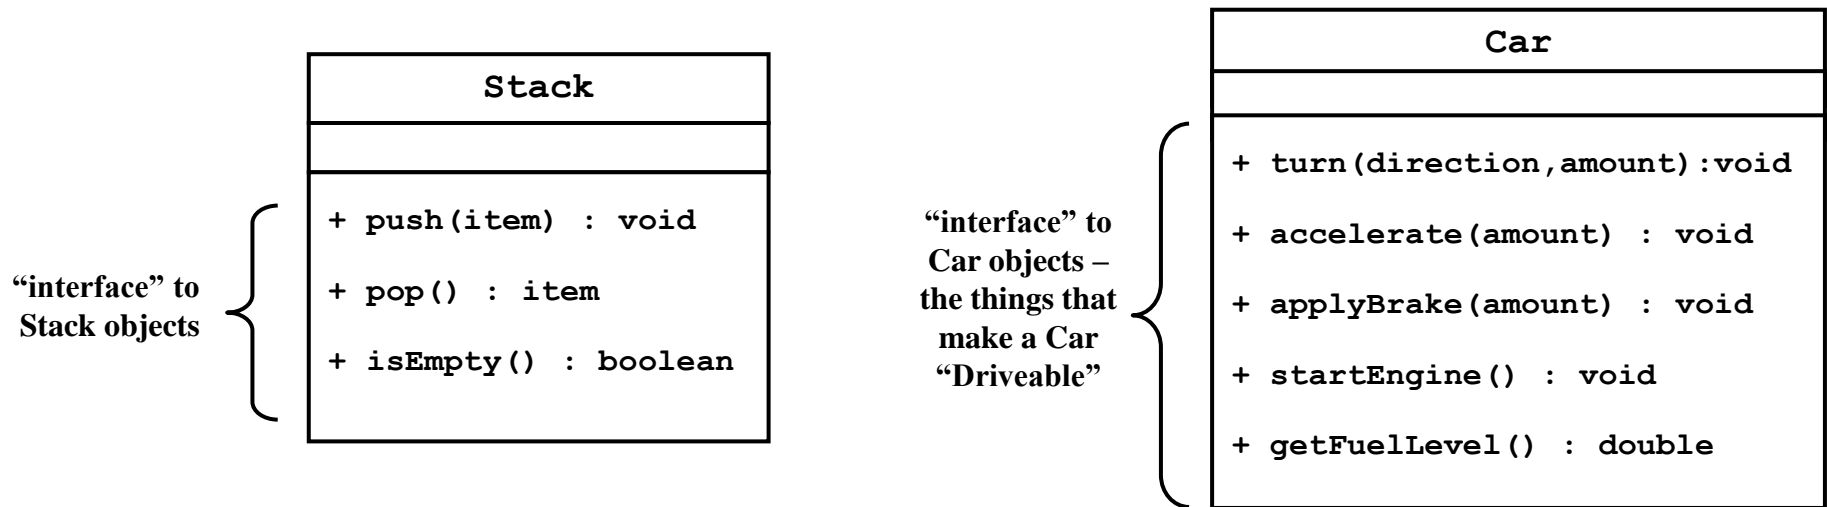 “interface” to
Stack objects
Stack
+ push(item) : void
+ pop() : item
+ isEmpty() : boolean
“interface” to
Car objects –
the things that
make a Car
“Driveable”
Car
+ turn(direction,amount):void
+ accelerate(amount) : void
+ applyBrake(amount) : void
+ startEngine() : void
+ getFuelLevel() : double